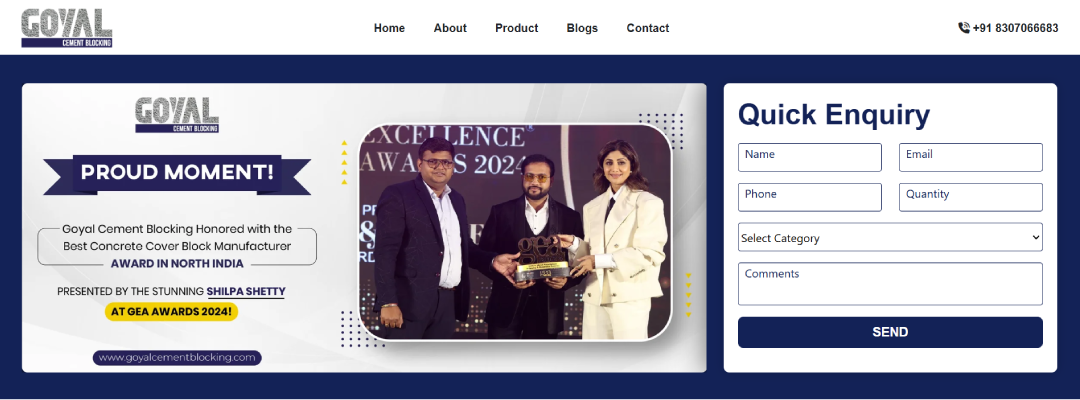 GOYAL
CEMENT BLOCKING
Home About Product Blogs Contact
+91 8307066683
GOYAL
CEMENT BLOCKING
PROUD MOMENT!
Goyal Cement Blocking Honored with the
Best Concrete Cover Block Manufacturer
AWARD IN NORTH INDIA
PRESENTED BY THE STUNNING SHILPA SHETTY
AT GEA AWARDS 2024!
www.goyalcementblocking.com
EXCELLENCE
AWARDS 2024
Quick Enquiry
Name Email
Phone Quantity
Select Category
Comments
SEND